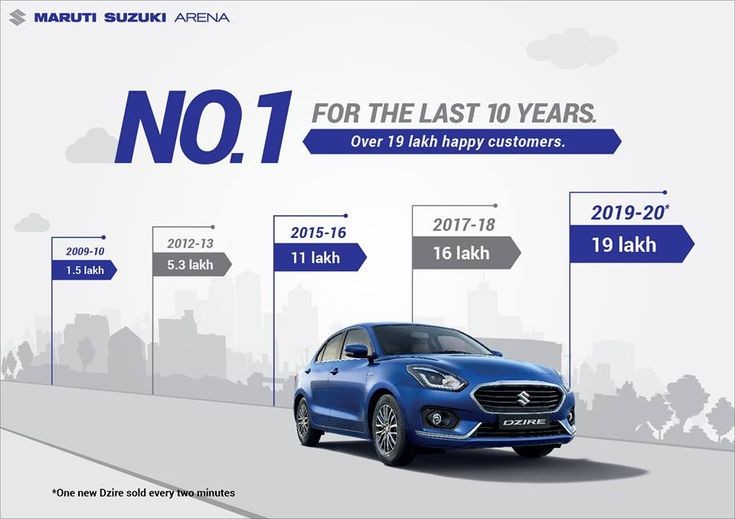 MARUTI SUZUKI ARENA
NO.1
FOR THE LAST 10 YEARS.
Over 19 lakh happy customers.
2009-10
1.5 lakh
2012-13
5.3 lakh
2015-16
11 lakh
2017-18
16 lakh
2019-20*
19 lakh
DZIRE
*One new Dzire sold every two minutes